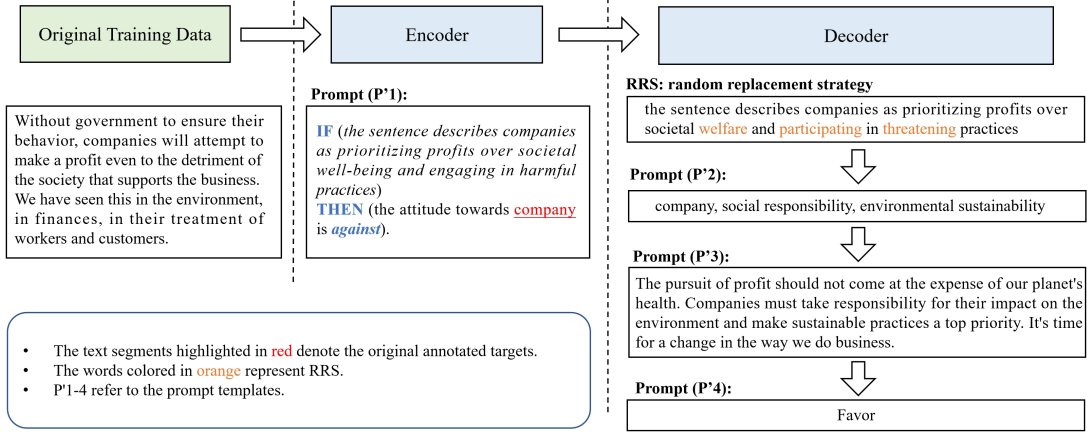 Original Training Data
Encoder
Decoder
Without government to ensure their
behavior, companies will attempt to
make a profit even to the detriment of
the society that supports the business.
We have seen this in the environment,
in finances, in their treatment of
workers and customers.
Prompt (P'1):
IF (the sentence describes companies
as prioritizing profits over societal
well-being and engaging in harmful
practices)
THEN (the attitude towards company
is against).
RRS: random replacement strategy
the sentence describes companies as prioritizing profits over
societal welfare and participating in threatening practices
Prompt (P'2):
company, social responsibility, environmental sustainability
Prompt (P'3):
The pursuit of profit should not come at the expense of our planet's
health. Companies must take responsibility for their impact on the
environment and make sustainable practices a top priority. It's time
for a change in the way we do business.
Prompt (P'4):
Favor
• The text segments highlighted in red denote the original annotated targets.
• The words colored in orange represent RRS.
• P'1-4 refer to the prompt templates.